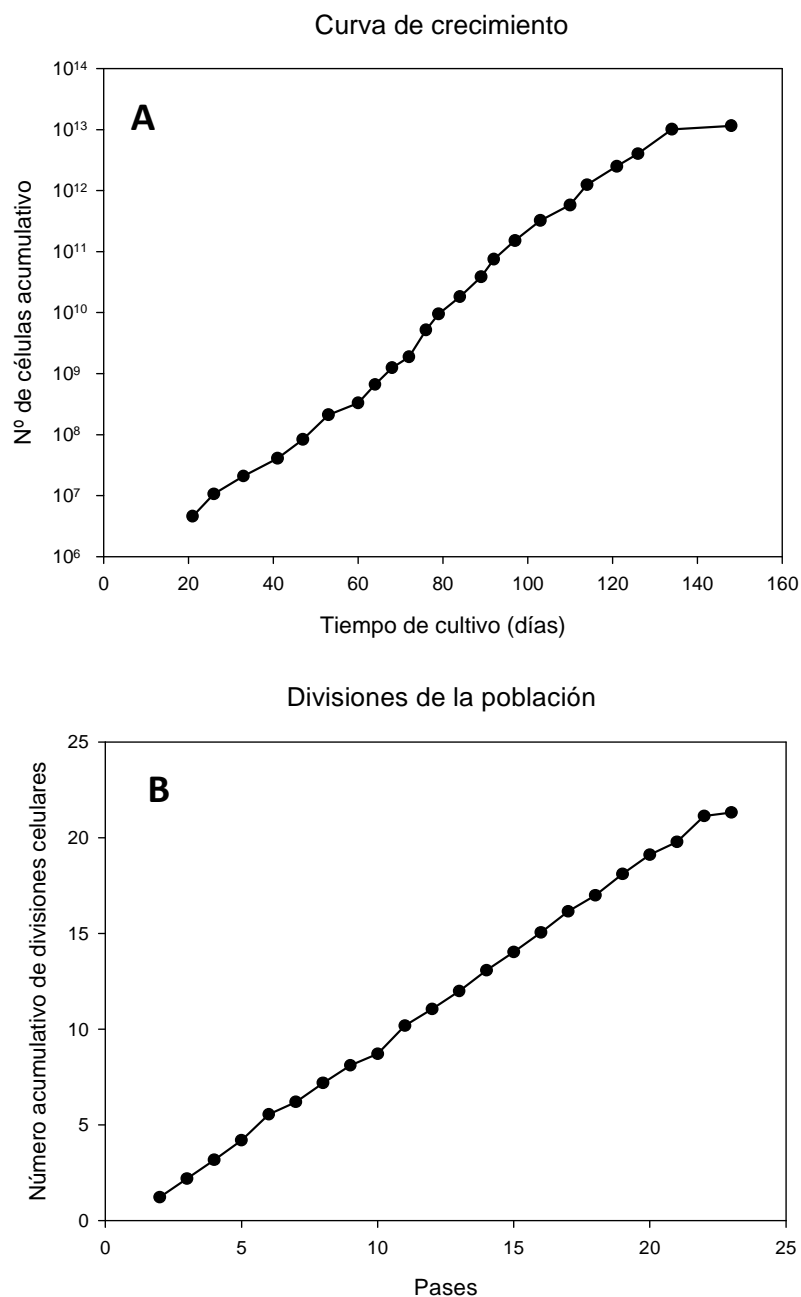 Curva de crecimiento
A
Nº de células acumulativo
10¹⁴
10¹³
10¹²
10¹¹
10¹⁰
10⁹
10⁸
10⁷
10⁶
0 20 40 60 80 100 120 140 160
Tiempo de cultivo (días)
Divisiones de la población
B
Número acumulativo de divisiones celulares
25
20
15
10
5
0
0 5 10 15 20 25
Pases